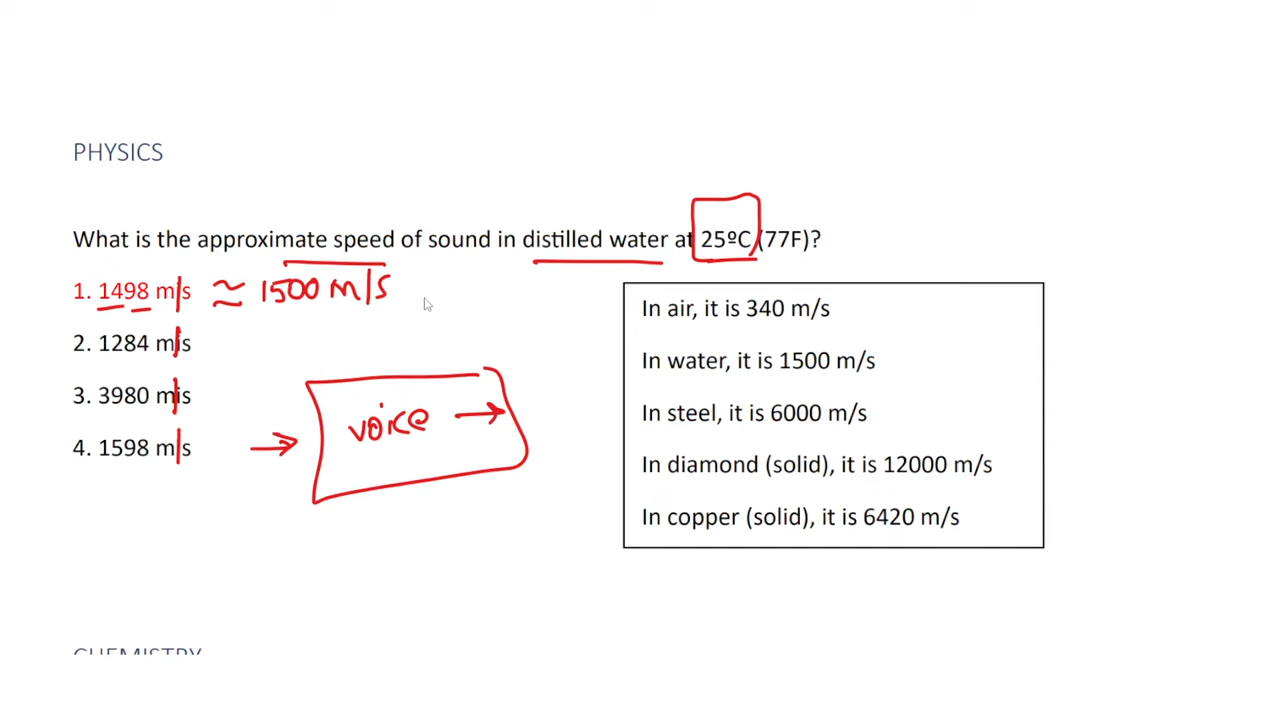 PHYSICS
What is the approximate speed of sound in distilled water at 25ºC (77F)?
1. 1498 m/s ≈ 1500 m/s
2. 1284 m/s
3. 3980 m/s
4. 1598 m/s
voice
In air, it is 340 m/s
In water, it is 1500 m/s
In steel, it is 6000 m/s
In diamond (solid), it is 12000 m/s
In copper (solid), it is 6420 m/s
CHEMISTRY